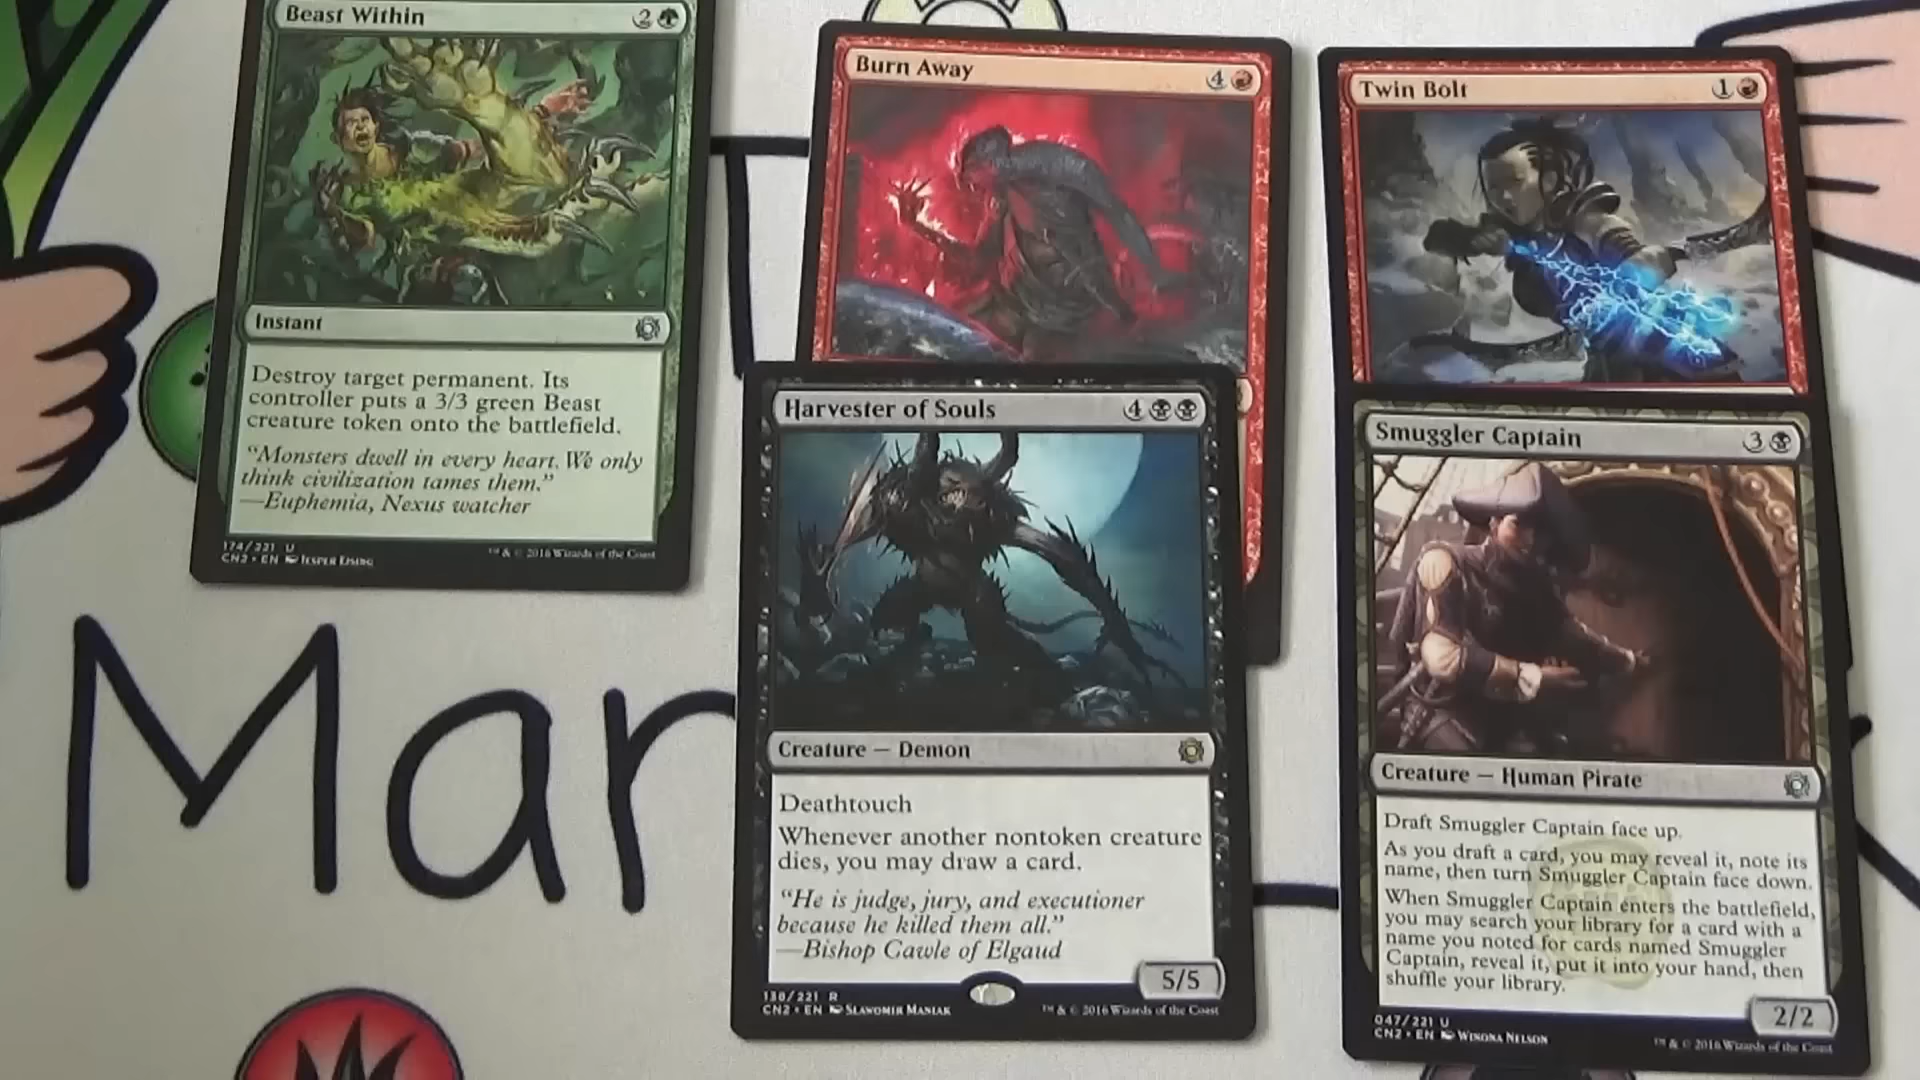 Beast Within
2
Instant
Destroy target permanent. Its
controller puts a 3/3 green Beast
creature token onto the battlefield.
"Monsters dwell in every heart. We only
think civilization tames them."
—Euphemia, Nexus watcher
174/221 U
CN2 • EN Jesper Ejsing
™ & © 2016 Wizards of the Coast
Burn Away
4
Twin Bolt
1
Harvester of Souls
4
Creature — Demon
Deathtouch
Whenever another nontoken creature
dies, you may draw a card.
"He is judge, jury, and executioner
because he killed them all."
—Bishop Cawle of Elgaud
5/5
130/221 R
CN2 • EN Slawomir Maniak
™ & © 2016 Wizards of the Coast
Smuggler Captain
3
Creature — Human Pirate
Draft Smuggler Captain face up.
As you draft a card, you may reveal it, note its
name, then turn Smuggler Captain face down.
When Smuggler Captain enters the battlefield,
you may search your library for a card with a
name you noted for cards named Smuggler
Captain, reveal it, put it into your hand, then
shuffle your library.
2/2
047/221 U
CN2 • EN Winona Nelson
™ & © 2016 Wizards of the Coast
Mar